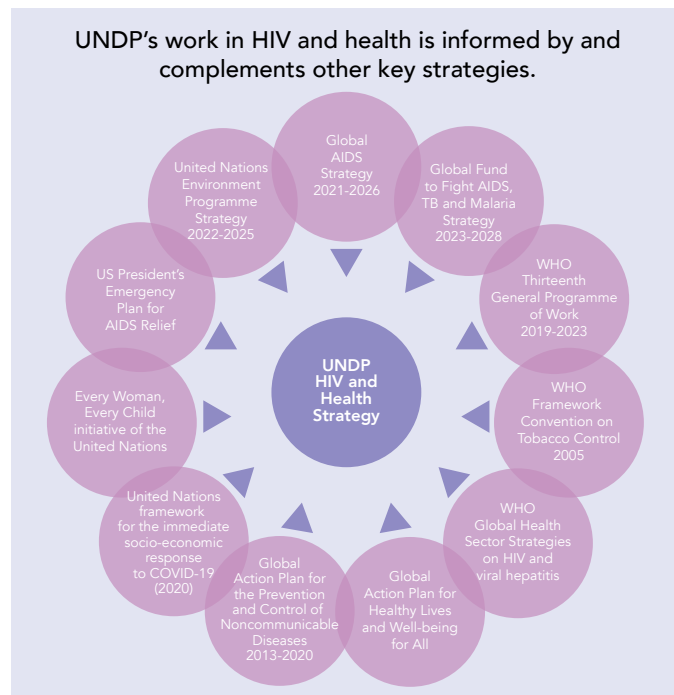 UNDP's work in HIV and health is informed by and
complements other key strategies.
Global
AIDS
Strategy
2021-2026
Global Fund
to Fight AIDS,
TB and Malaria
Strategy
2023-2028
WHO
Thirteenth
General Programme
of Work
2019-2023
WHO
Framework
Convention on
Tobacco Control
2005
WHO
Global Health
Sector Strategies
on HIV and
viral hepatitis
Global
Action Plan for
Healthy Lives
and Well-being
for All
Global
Action Plan for
the Prevention
and Control of
Noncommunicable
Diseases
2013-2020
United Nations
framework
for the immediate
socio-economic
response
to COVID-19
(2020)
Every Woman,
Every Child
initiative of the
United Nations
US President's
Emergency
Plan for
AIDS Relief
United Nations
Environment
Programme
Strategy
2022-2025
UNDP
HIV and
Health
Strategy